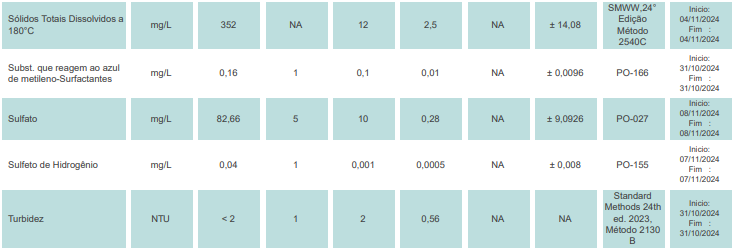 Sólidos Totais Dissolvidos a
180°C
mg/L
352
NA
12
2,5
NA
± 14,08
SMWW,24°
Edição
Método
2540C
Inicio:
04/11/2024
Fim :
04/11/2024
Subst. que reagem ao azul
de metileno-Surfactantes
mg/L
0,16
1
0,1
0,01
NA
± 0,0096
PO-166
Inicio:
31/10/2024
Fim :
31/10/2024
Sulfato
mg/L
82,66
5
10
0,28
NA
± 9,0926
PO-027
Inicio:
08/11/2024
Fim :
08/11/2024
Sulfeto de Hidrogênio
mg/L
0,04
1
0,001
0,0005
NA
± 0,008
PO-155
Inicio:
07/11/2024
Fim :
07/11/2024
Turbidez
NTU
< 2
1
2
0,56
NA
NA
Standard
Methods 24th
ed. 2023,
Método 2130
B
Inicio:
31/10/2024
Fim :
31/10/2024